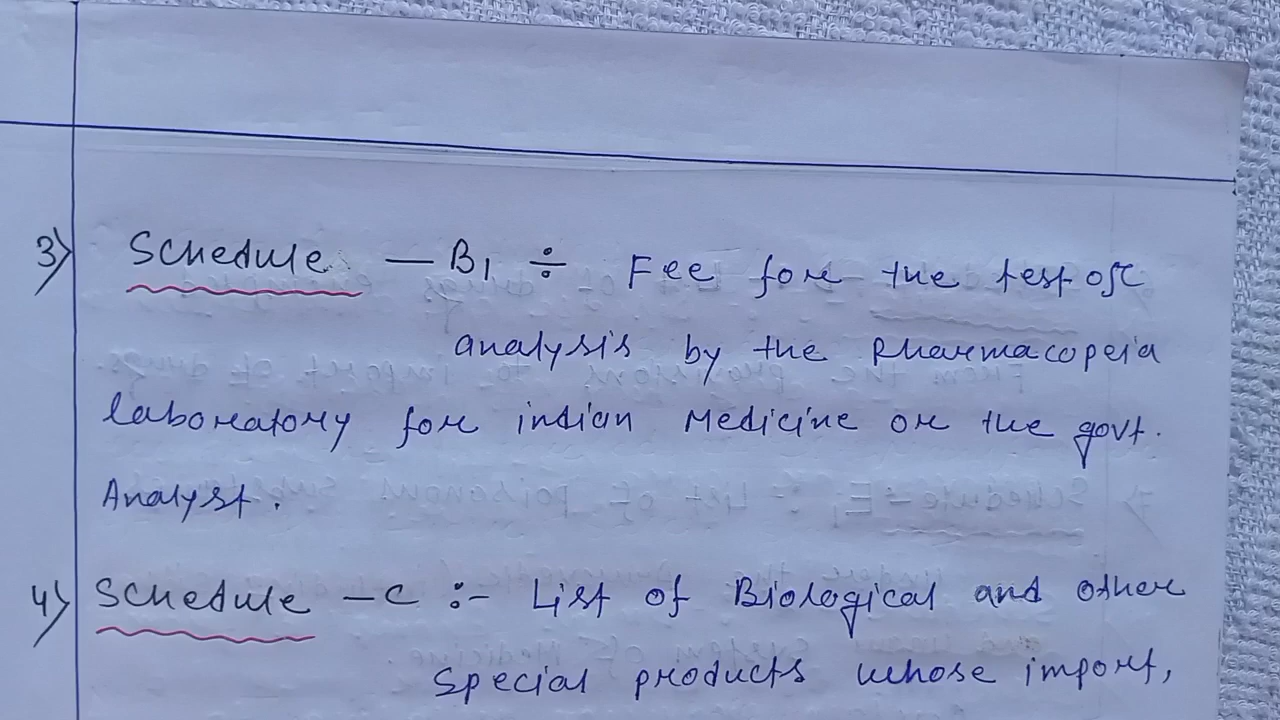 3) Schedule — B1 ÷ Fee for the test or
analysis by the Pharmacopeia
laboratory for indian Medicine or the govt.
Analyst.
4) Schedule - C :- List of Biological and other
Special products whose import,